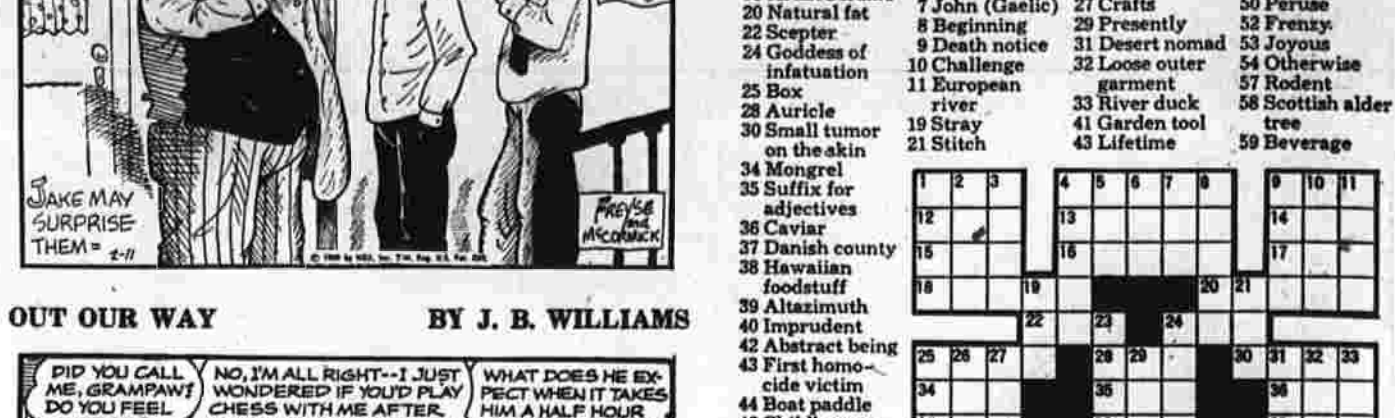 JAKE MAY
SURPRISE
THEM=
2-11
FREYSE
and
McCORMICK
OUT OUR WAY
BY J. B. WILLIAMS
DID YOU CALL
ME, GRAMPAW?
DO YOU FEEL
NO, I'M ALL RIGHT--I JUST
WONDERED IF YOU'D PLAY
CHESS WITH ME AFTER
WHAT DOES HE EX-
PECT WHEN IT TAKES
HIM A HALF HOUR
20 Natural fat
22 Scepter
24 Goddess of
infatuation
25 Box
28 Auricle
30 Small tumor
on the skin
34 Mongrel
35 Suffix for
adjectives
36 Caviar
37 Danish county
38 Hawaiian
foodstuff
39 Altazimuth
40 Imprudent
42 Abstract being
43 First homo-
cide victim
44 Boat paddle
7 John (Gaelic)
8 Beginning
9 Death notice
10 Challenge
11 European
river
19 Stray
21 Stitch
27 Crafts
29 Presently
31 Desert nomad
32 Loose outer
garment
33 River duck
41 Garden tool
43 Lifetime
50 Peruse
52 Frenzy
53 Joyous
54 Otherwise
57 Rodent
58 Scottish alder
tree
59 Beverage
1 2 3 4 5 6 7 8 9 10 11
12 13 14
15 16 17
18 19 20 21
22 23 24
25 26 27 28 29 30 31 32 33
34 35 36